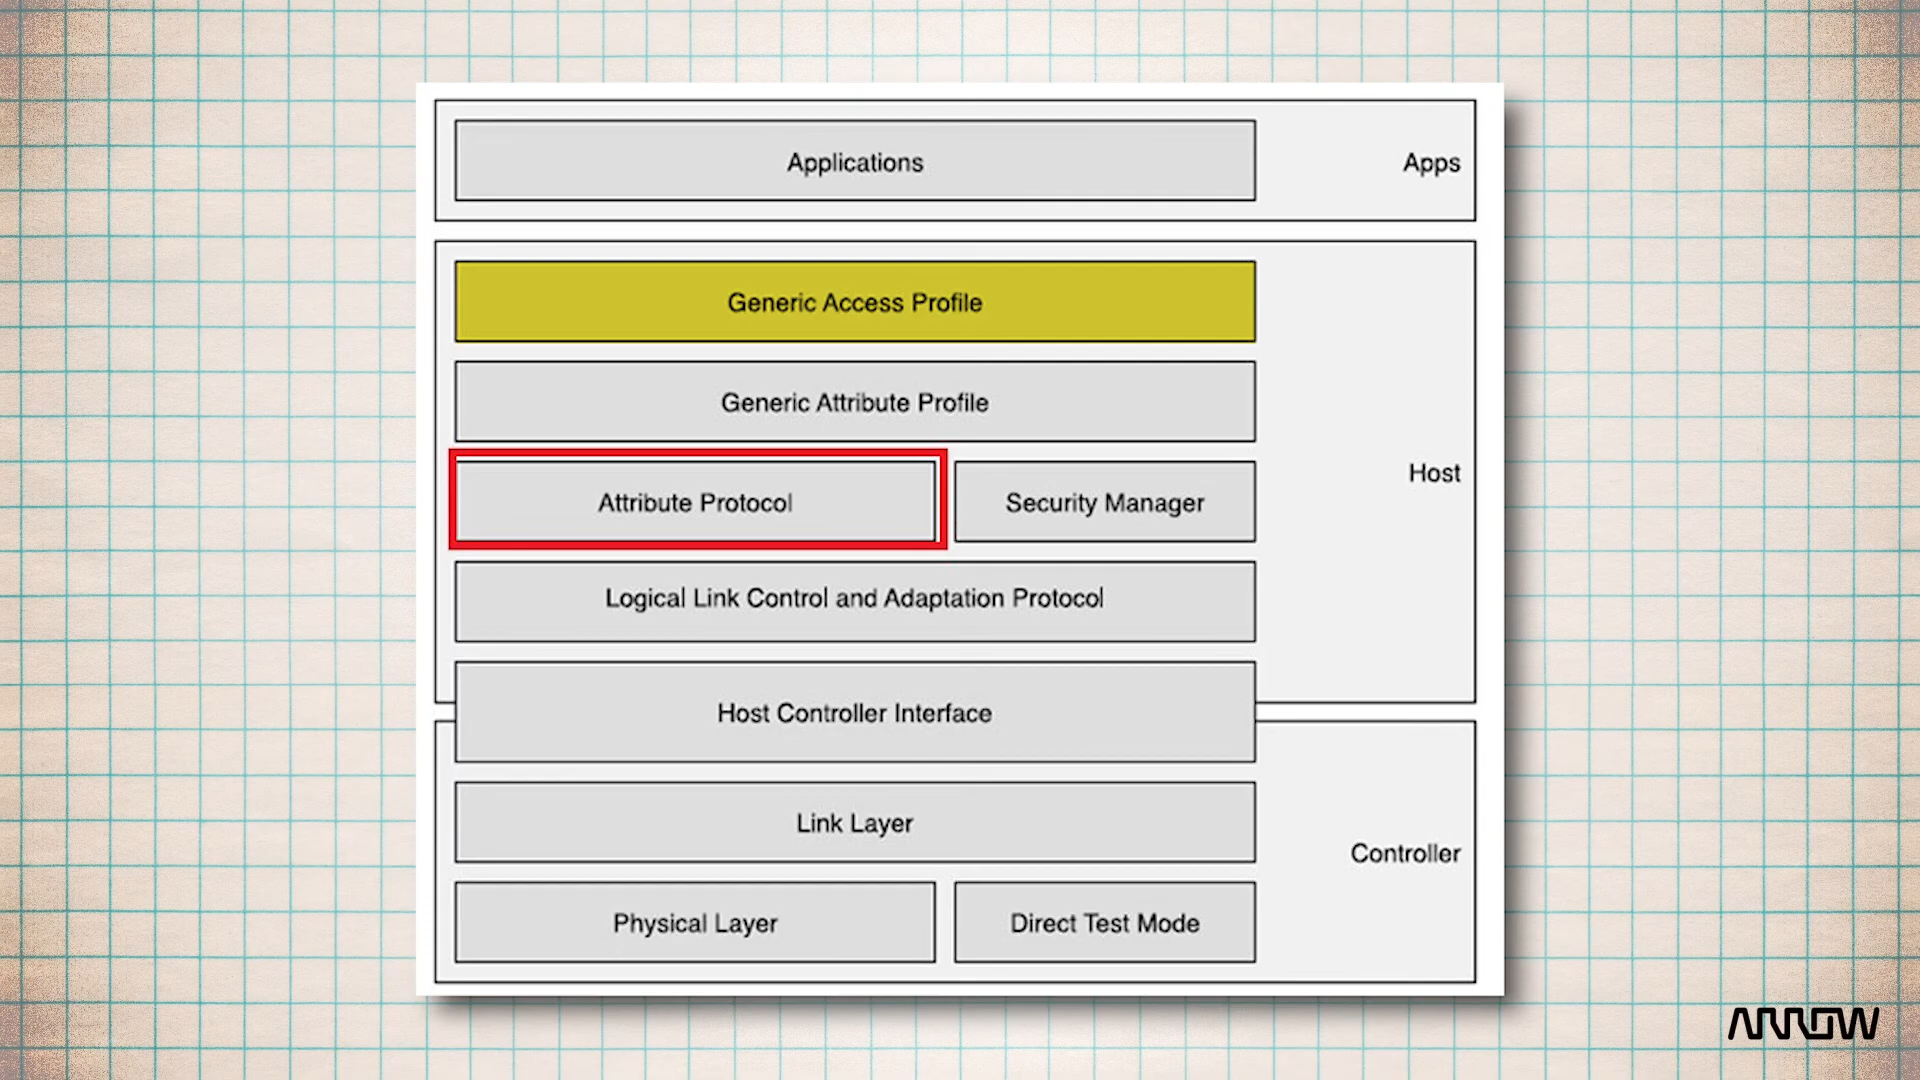 Applications
Apps
Generic Access Profile
Generic Attribute Profile
Attribute Protocol
Security Manager
Host
Logical Link Control and Adaptation Protocol
Host Controller Interface
Link Layer
Controller
Physical Layer
Direct Test Mode
ARROW